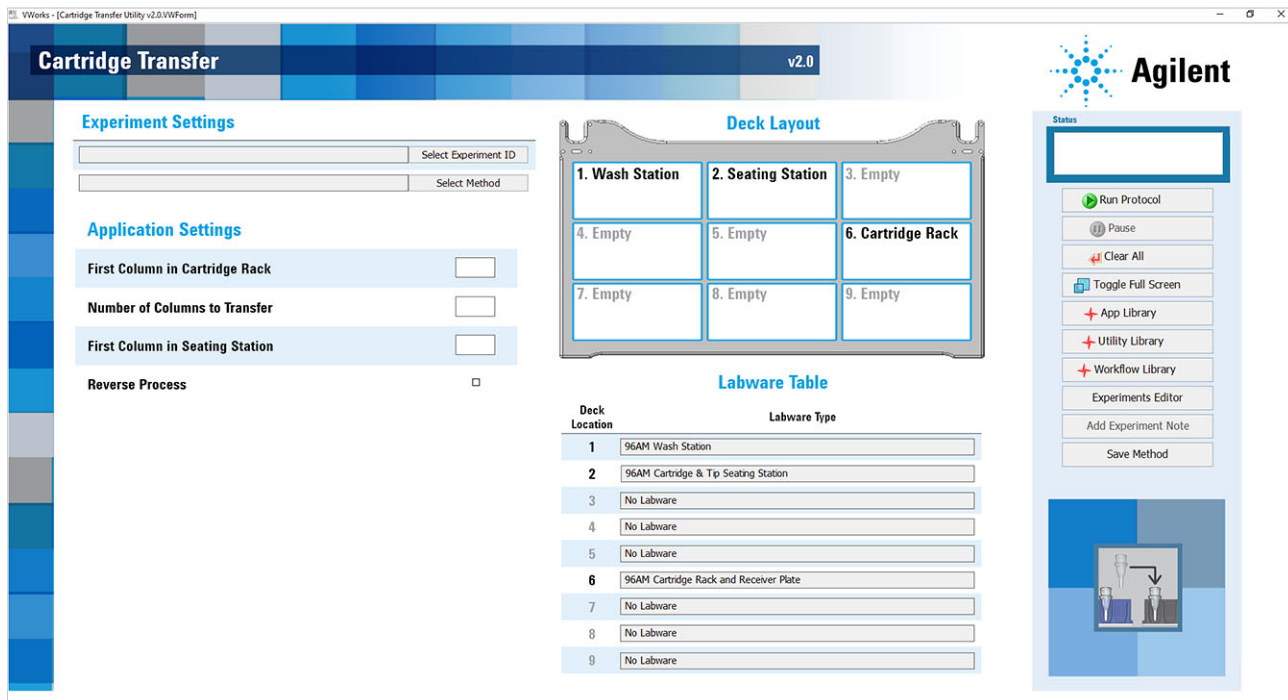 VWorks - [Cartridge Transfer Utility v2.0.VWForm]
Cartridge Transfer
v2.0
Agilent
Experiment Settings
Select Experiment ID
Select Method
Application Settings
First Column in Cartridge Rack
Number of Columns to Transfer
First Column in Seating Station
Reverse Process
Deck Layout
1. Wash Station
2. Seating Station
3. Empty
4. Empty
5. Empty
6. Cartridge Rack
7. Empty
8. Empty
9. Empty
Labware Table
Deck
Location
Labware Type
1 96AM Wash Station
2 96AM Cartridge & Tip Seating Station
3 No Labware
4 No Labware
5 No Labware
6 96AM Cartridge Rack and Receiver Plate
7 No Labware
8 No Labware
9 No Labware
Status
Run Protocol
Pause
Clear All
Toggle Full Screen
App Library
Utility Library
Workflow Library
Experiments Editor
Add Experiment Note
Save Method